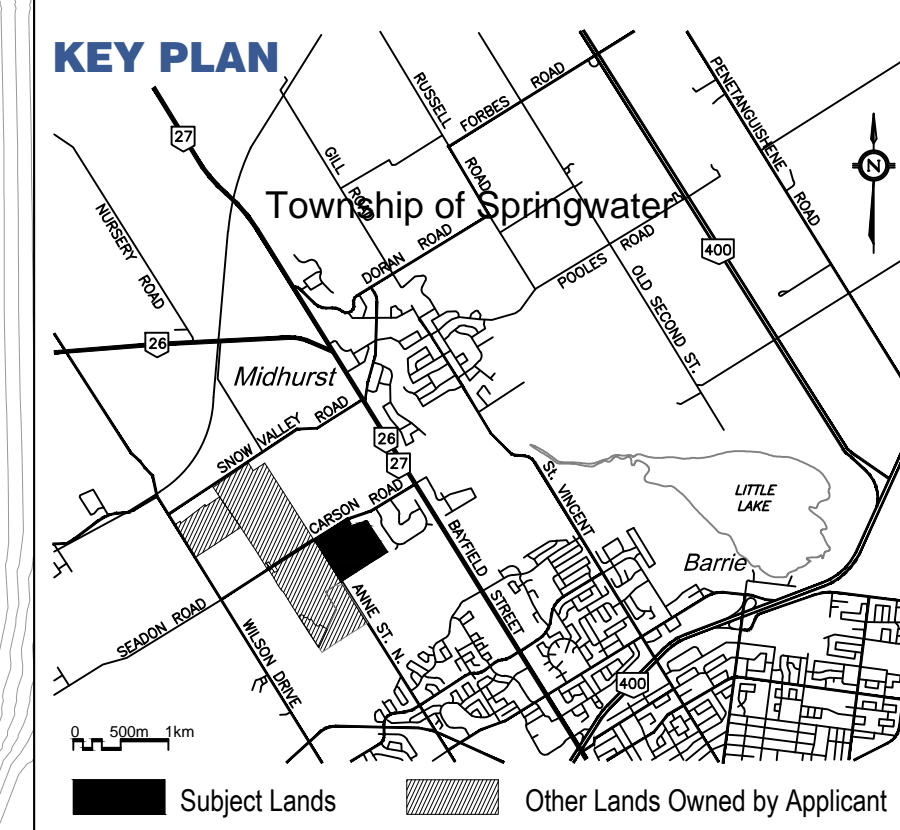 KEY PLAN
27
NURSERY ROAD
GILL ROAD
RUSSELL ROAD
FORBES ROAD
PENETANGUISHENE ROAD
N
Township of Springwater
DORAN ROAD
POOLES ROAD
400
OLD SECOND ST.
26
Midhurst
SNOW VALLEY ROAD
26
27
CARSON ROAD
St. VINCENT
LITTLE
LAKE
BAYFIELD STREET
Barrie
SEADON ROAD
WILSON DRIVE
ANNE ST. N.
400
0 500m 1km
Subject Lands
Other Lands Owned by Applicant